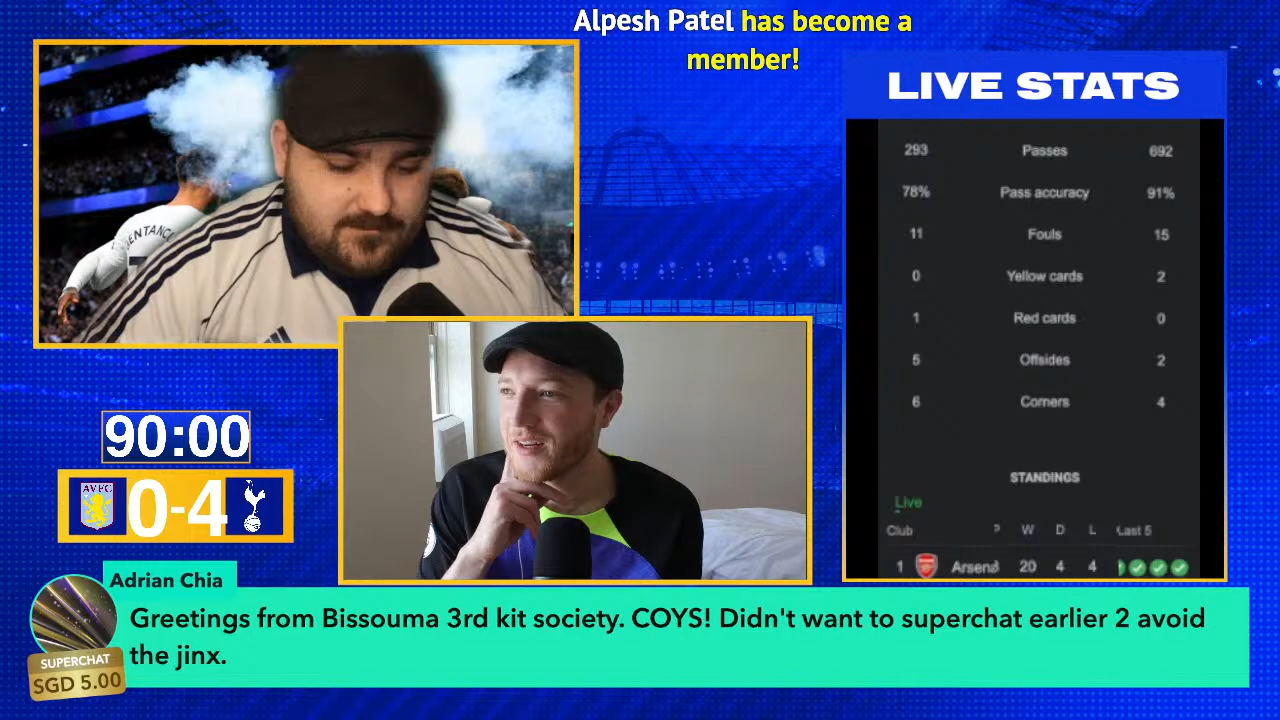 Alpesh Patel has become a
member!
LIVE STATS
293 Passes 692
78% Pass accuracy 91%
11 Fouls 15
0 Yellow cards 2
1 Red cards 0
5 Offsides 2
6 Corners 4
STANDINGS
Live
Club P W D L Last 5
1 Arsenal 20 4 4
ENTANC
90:00
AVFC
0-4
Adrian Chia
Greetings from Bissouma 3rd kit society. COYS! Didn't want to superchat earlier 2 avoid
the jinx.
SUPERCHAT
SGD 5.00